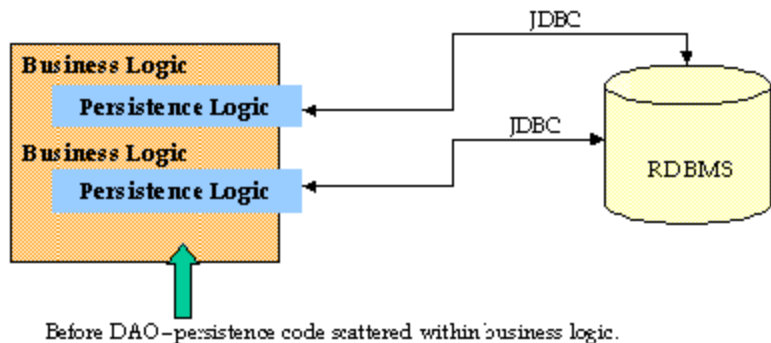 JDBC
Business Logic
Persistence Logic
JDBC
Business Logic
Persistence Logic
RDBMS
Before DAO–persistence code scattered within business logic.